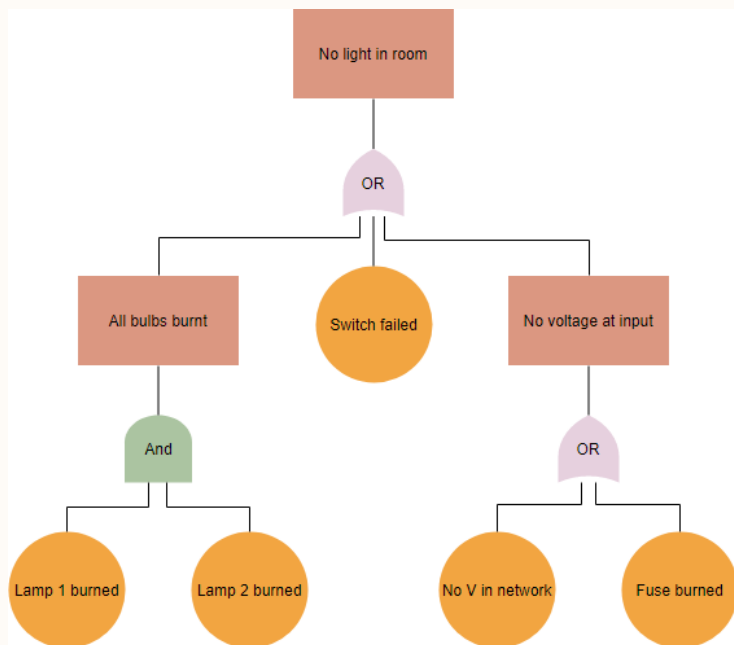 No light in room
OR
All bulbs burnt
Switch failed
No voltage at input
And
OR
Lamp 1 burned
Lamp 2 burned
No V in network
Fuse burned